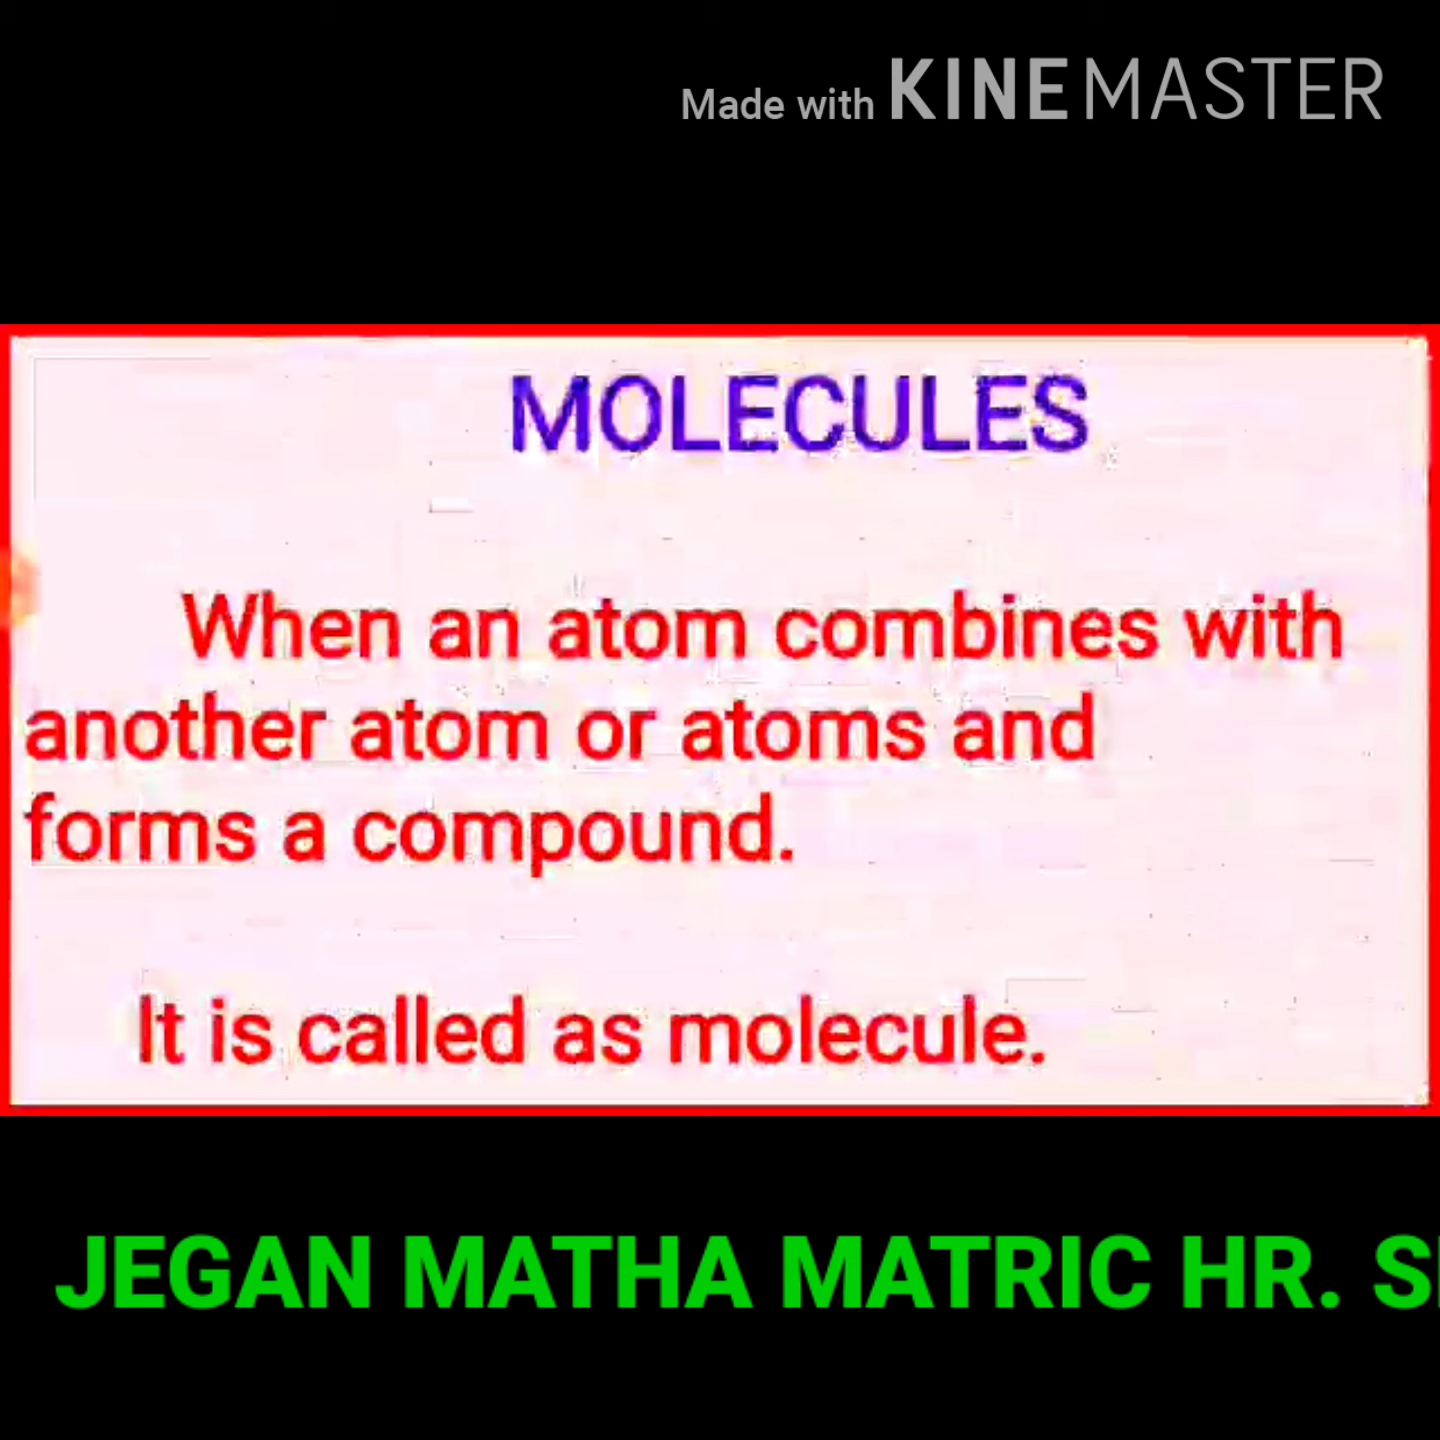 Made with KINEMASTER
MOLECULES
When an atom combines with
another atom or atoms and
forms a compound.
It is called as molecule.
JEGAN MATHA MATRIC HR.